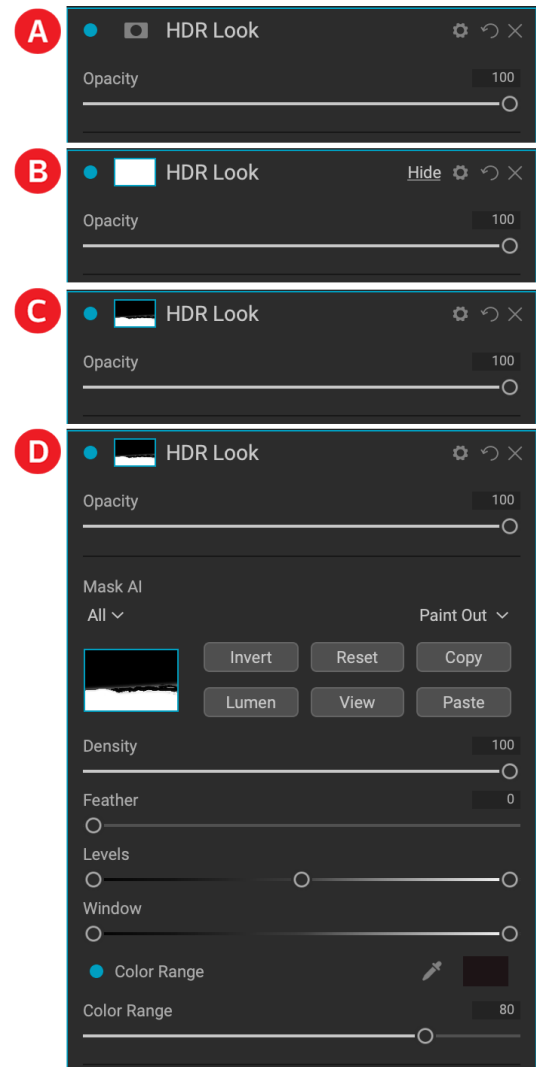 A HDR Look
Opacity 100
B HDR Look Hide
Opacity 100
C HDR Look
Opacity 100
D HDR Look
Opacity 100
Mask AI
All Paint Out
Invert Reset Copy
Lumen View Paste
Density 100
Feather 0
Levels
Window
Color Range
Color Range 80